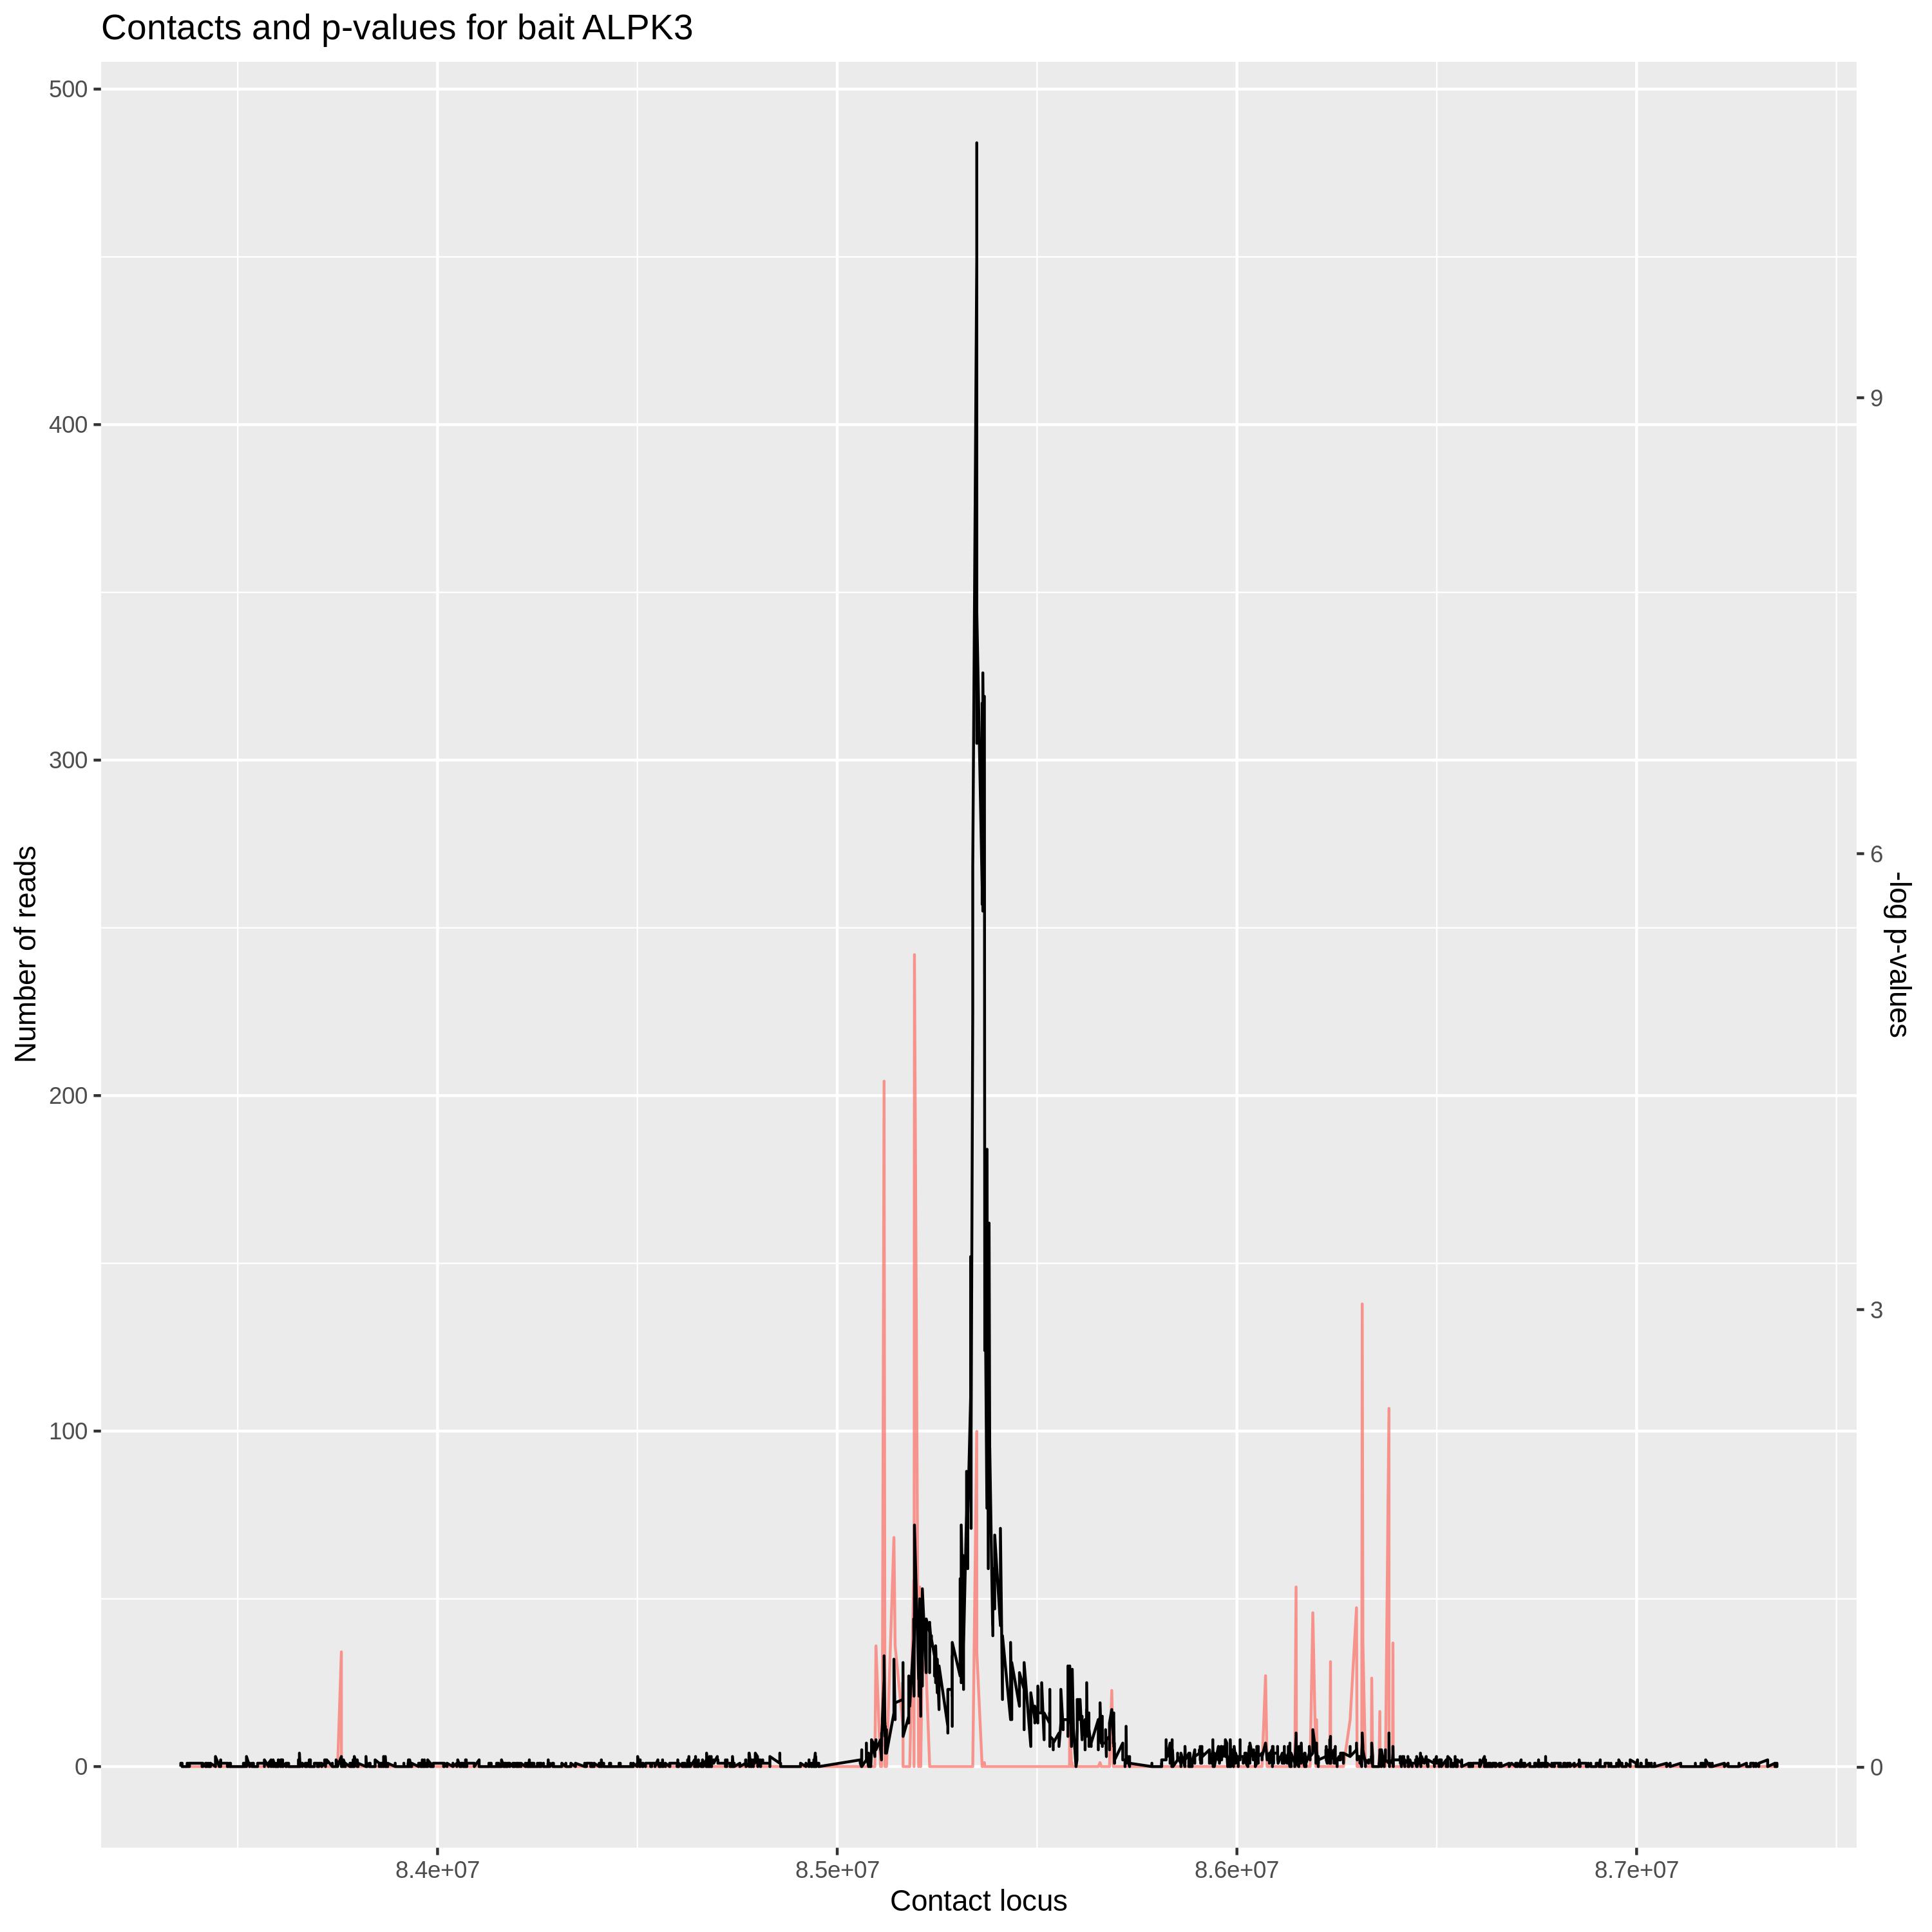 Contacts and p-values for bait ALPK3
500
400
300
200
100
0
Number of reads
9
6
3
0
-log p-values
8.4e+07
8.5e+07
8.6e+07
8.7e+07
Contact locus